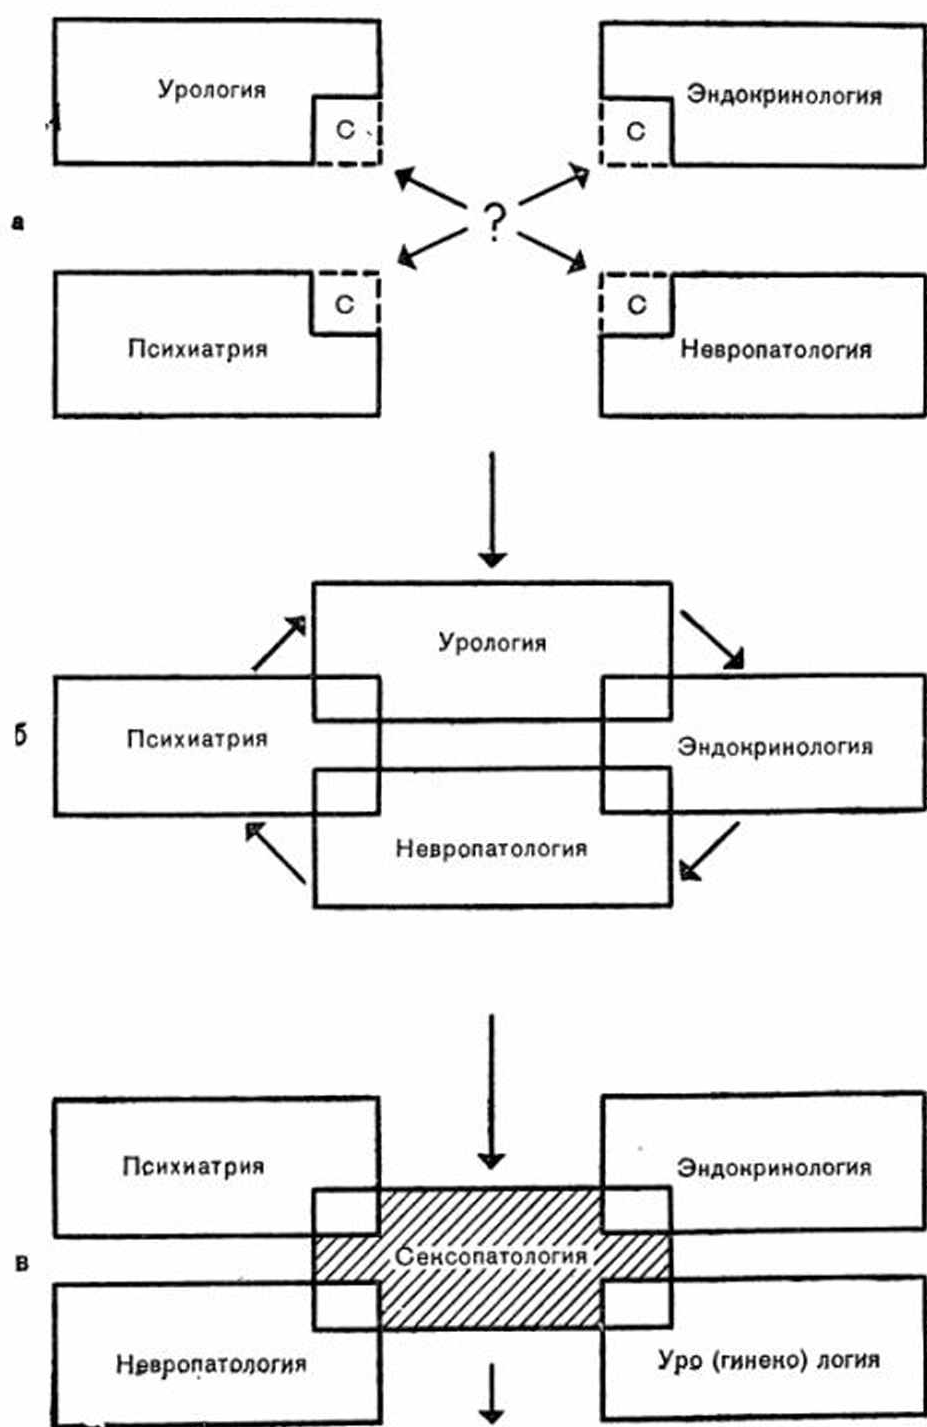 Урология
Эндокринология
С
С
а
?
С
С
Психиатрия
Невропатология
Урология
б
Психиатрия
Эндокринология
Невропатология
Психиатрия
Эндокринология
в
Сексопатология
Невропатология
Уро (гинеко) логия